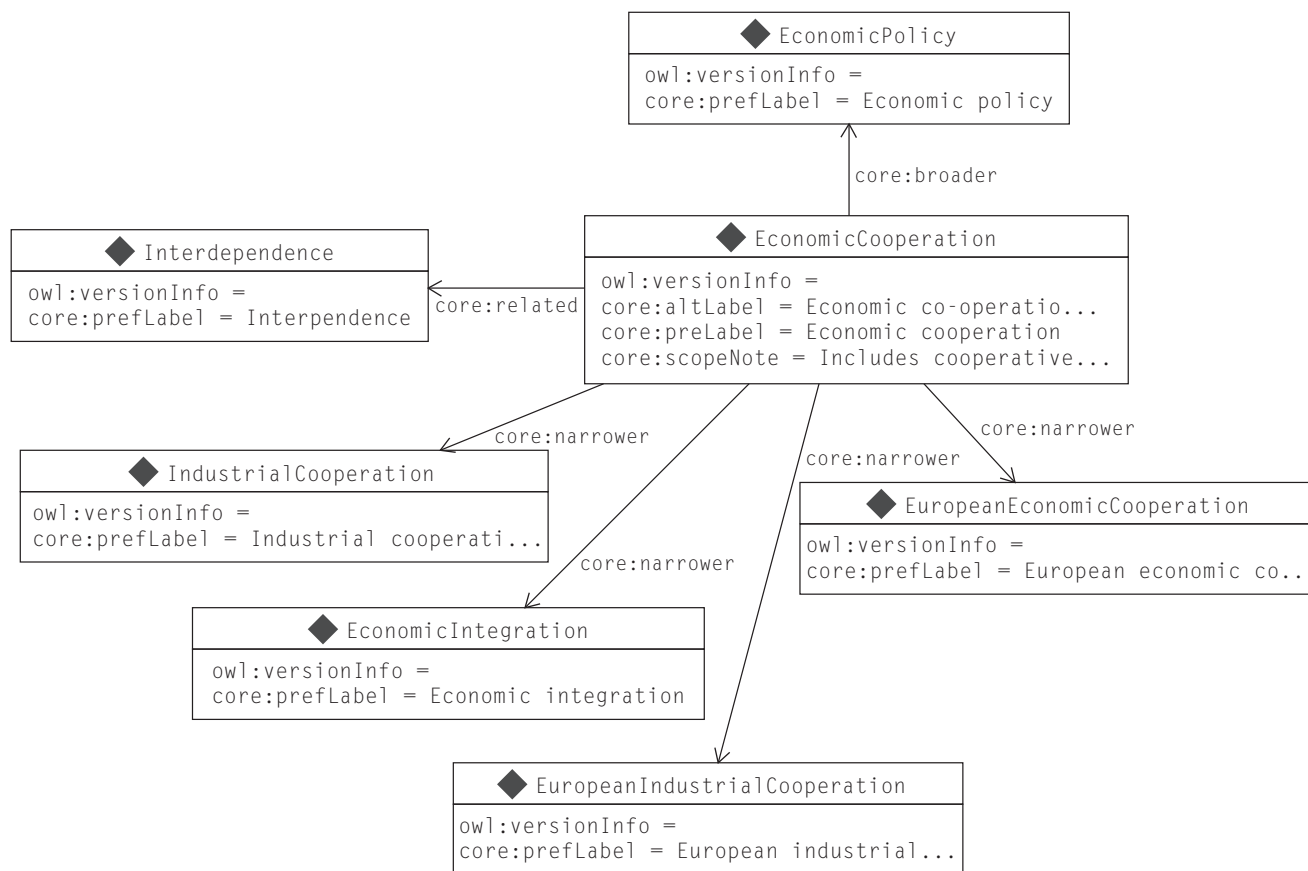 EconomicPolicy
owl:versionInfo =
core:prefLabel = Economic policy
core:broader
EconomicCooperation
owl:versionInfo =
core:altLabel = Economic co-operatio...
core:preLabel = Economic cooperation
core:scopeNote = Includes cooperative...
Interdependence
owl:versionInfo =
core:prefLabel = Interpendence
core:related
core:narrower
core:narrower
core:narrower
core:narrower
IndustrialCooperation
owl:versionInfo =
core:prefLabel = Industrial cooperati...
EuropeanEconomicCooperation
owl:versionInfo =
core:prefLabel = European economic co..
EconomicIntegration
owl:versionInfo =
core:prefLabel = Economic integration
EuropeanIndustrialCooperation
owl:versionInfo =
core:prefLabel = European industrial...